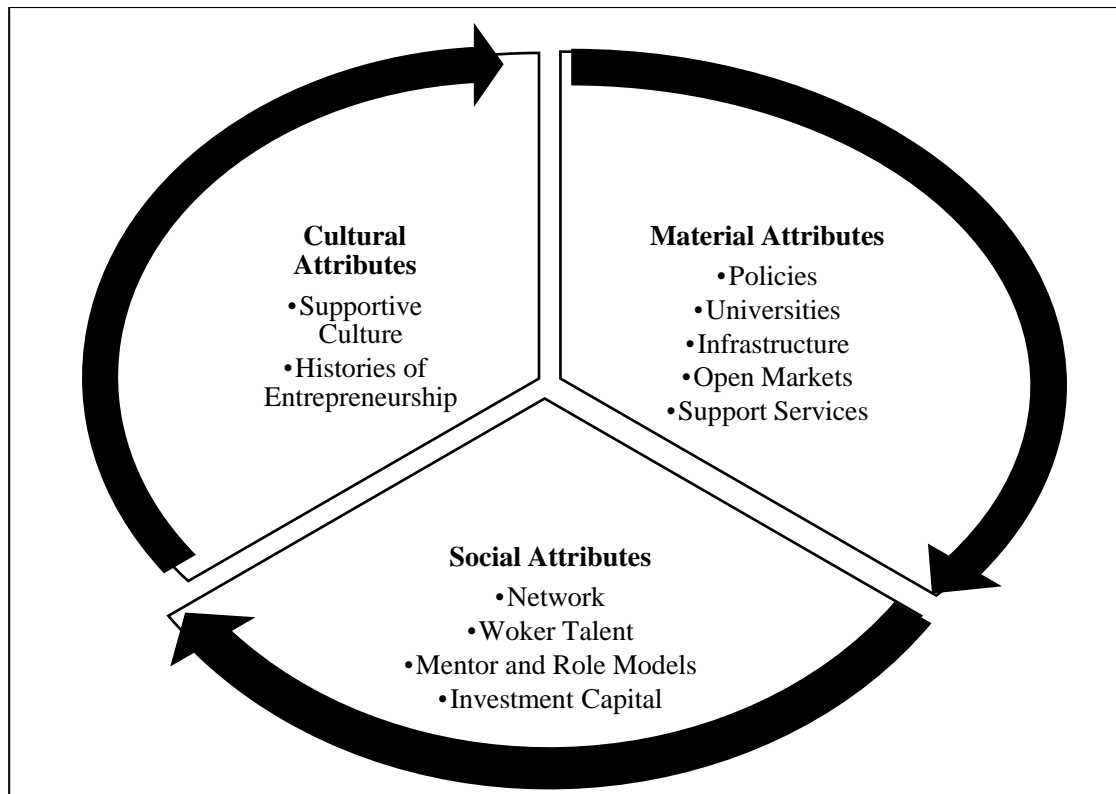 Cultural
Attributes
•Supportive
Culture
•Histories of
Entrepreneurship
Material Attributes
•Policies
•Universities
•Infrastructure
•Open Markets
•Support Services
Social Attributes
•Network
•Woker Talent
•Mentor and Role Models
•Investment Capital